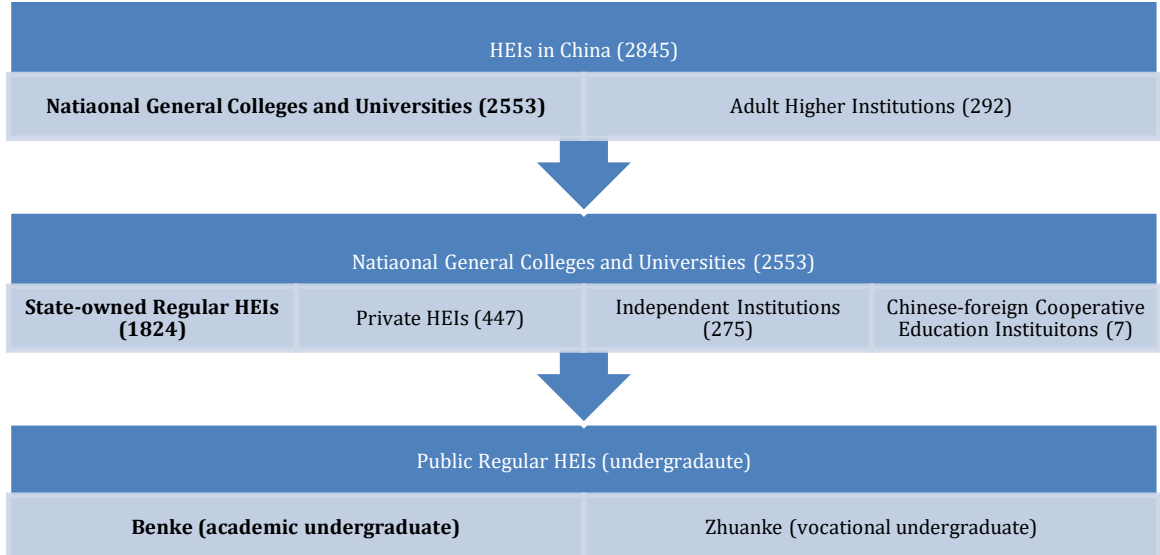 HEIs in China (2845)
Natiaonal General Colleges and Universities (2553)
Adult Higher Institutions (292)
Natiaonal General Colleges and Universities (2553)
State-owned Regular HEIs
(1824)
Private HEIs (447)
Independent Institutions
(275)
Chinese-foreign Cooperative
Education Instituitons (7)
Public Regular HEIs (undergradaute)
Benke (academic undergraduate)
Zhuanke (vocational undergraduate)